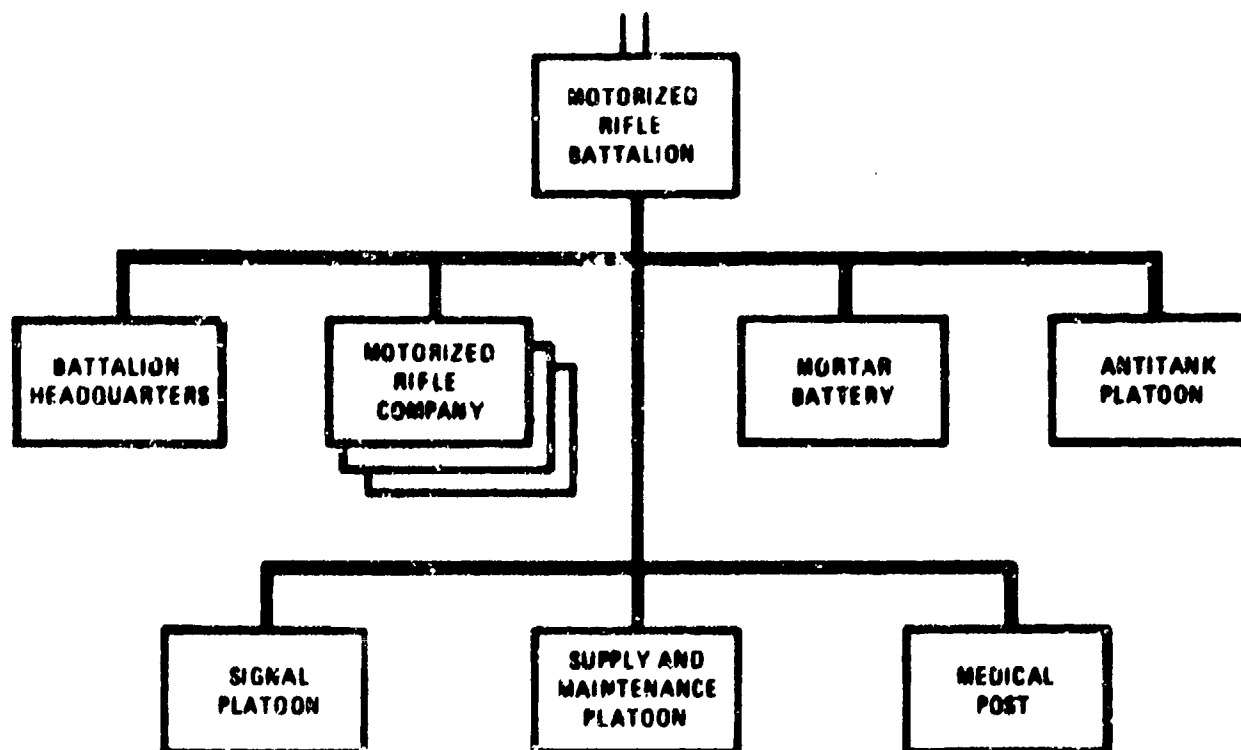 MOTORIZED
RIFLE
BATTALION
BATTALION
HEADQUARTERS
MOTORIZED
RIFLE
COMPANY
MORTAR
BATTERY
ANTITANK
PLATOON
SIGNAL
PLATOON
SUPPLY AND
MAINTENANCE
PLATOON
MEDICAL
POST